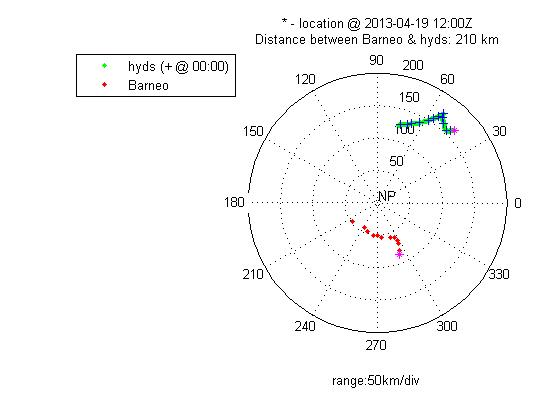 * - location @ 2013-04-19 12:00Z
Distance between Barneo & hyds: 210 km
hyds (+ @ 00:00)
Barneo
90
200
120
60
150
150
30
100
50
180
NP
0
210
330
240
300
270
range:50km/div